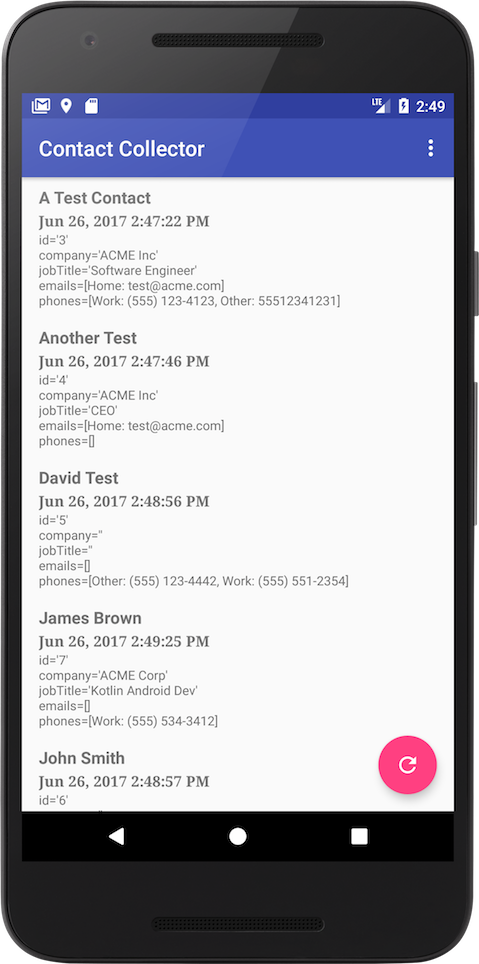 LTE 2:49
Contact Collector
A Test Contact
Jun 26, 2017 2:47:22 PM
id='3'
company='ACME Inc'
jobTitle='Software Engineer'
emails=[Home: test@acme.com]
phones=[Work: (555) 123-4123, Other: 55512341231]
Another Test
Jun 26, 2017 2:47:46 PM
id='4'
company='ACME Inc'
jobTitle='CEO'
emails=[Home: test@acme.com]
phones=[]
David Test
Jun 26, 2017 2:48:56 PM
id='5'
company=''
jobTitle=''
emails=[]
phones=[Other: (555) 123-4442, Work: (555) 551-2354]
James Brown
Jun 26, 2017 2:49:25 PM
id='7'
company='ACME Corp'
jobTitle='Kotlin Android Dev'
emails=[]
phones=[Work: (555) 534-3412]
John Smith
Jun 26, 2017 2:48:57 PM
id='6'